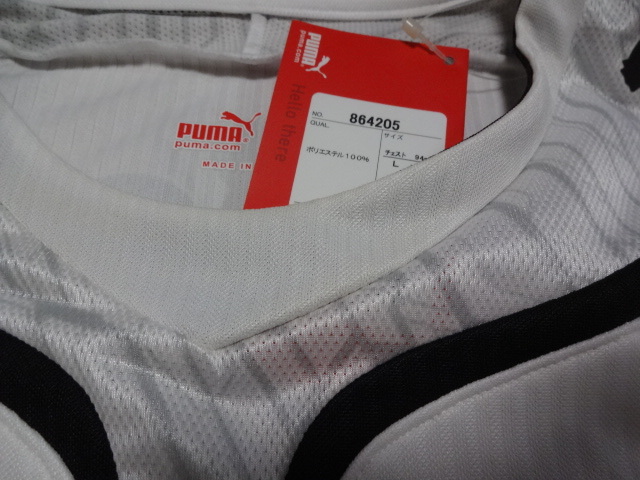 PUMA
puma.com
MADE IN
PUMA
puma.com
Hello there
NO. 864205
QUAL. サイズ
ポリエステル100% チェスト 94
L